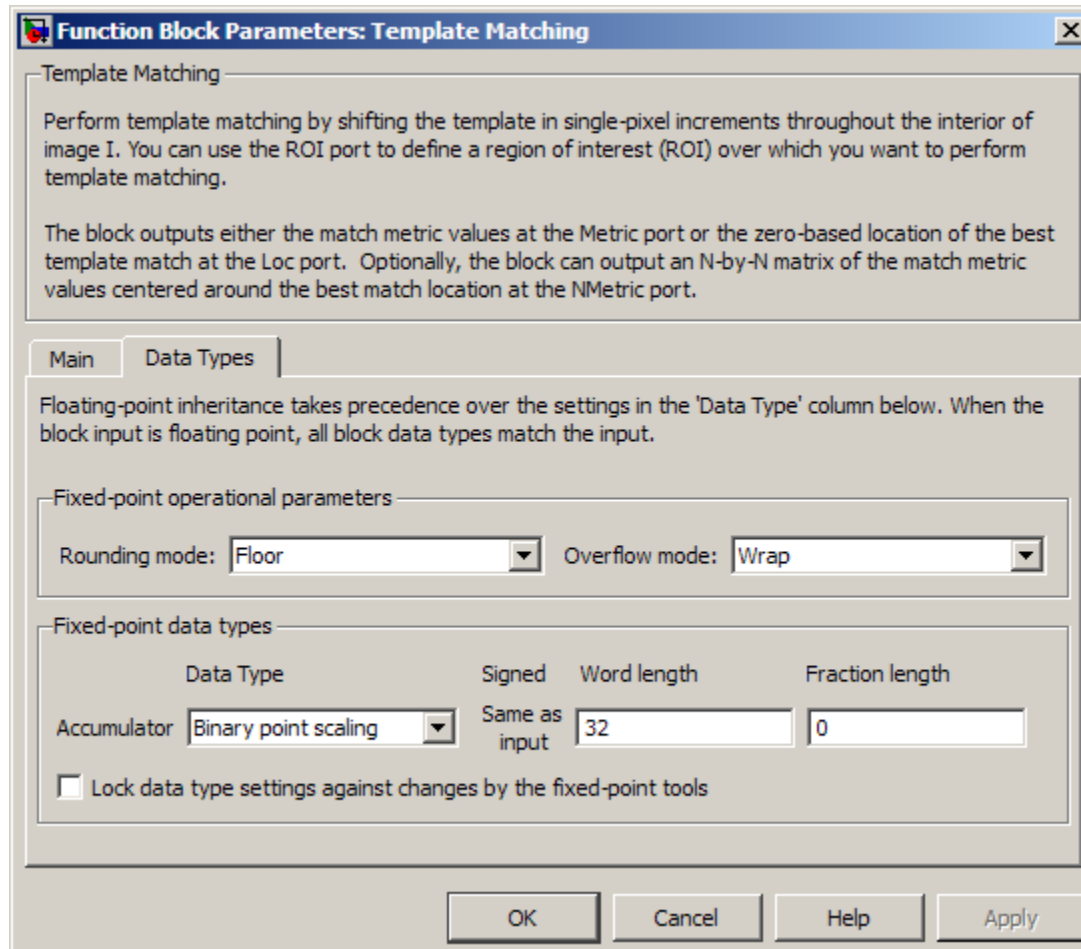 Function Block Parameters: Template Matching
Template Matching
Perform template matching by shifting the template in single-pixel increments throughout the interior of
image I. You can use the ROI port to define a region of interest (ROI) over which you want to perform
template matching.
The block outputs either the match metric values at the Metric port or the zero-based location of the best
template match at the Loc port.  Optionally, the block can output an N-by-N matrix of the match metric
values centered around the best match location at the NMetric port.
Main Data Types
Floating-point inheritance takes precedence over the settings in the 'Data Type' column below. When the
block input is floating point, all block data types match the input.
Fixed-point operational parameters
Rounding mode: Floor Overflow mode: Wrap
Fixed-point data types
Data Type Signed Word length Fraction length
Accumulator Binary point scaling Same as input 32 0
Lock data type settings against changes by the fixed-point tools
OK Cancel Help Apply